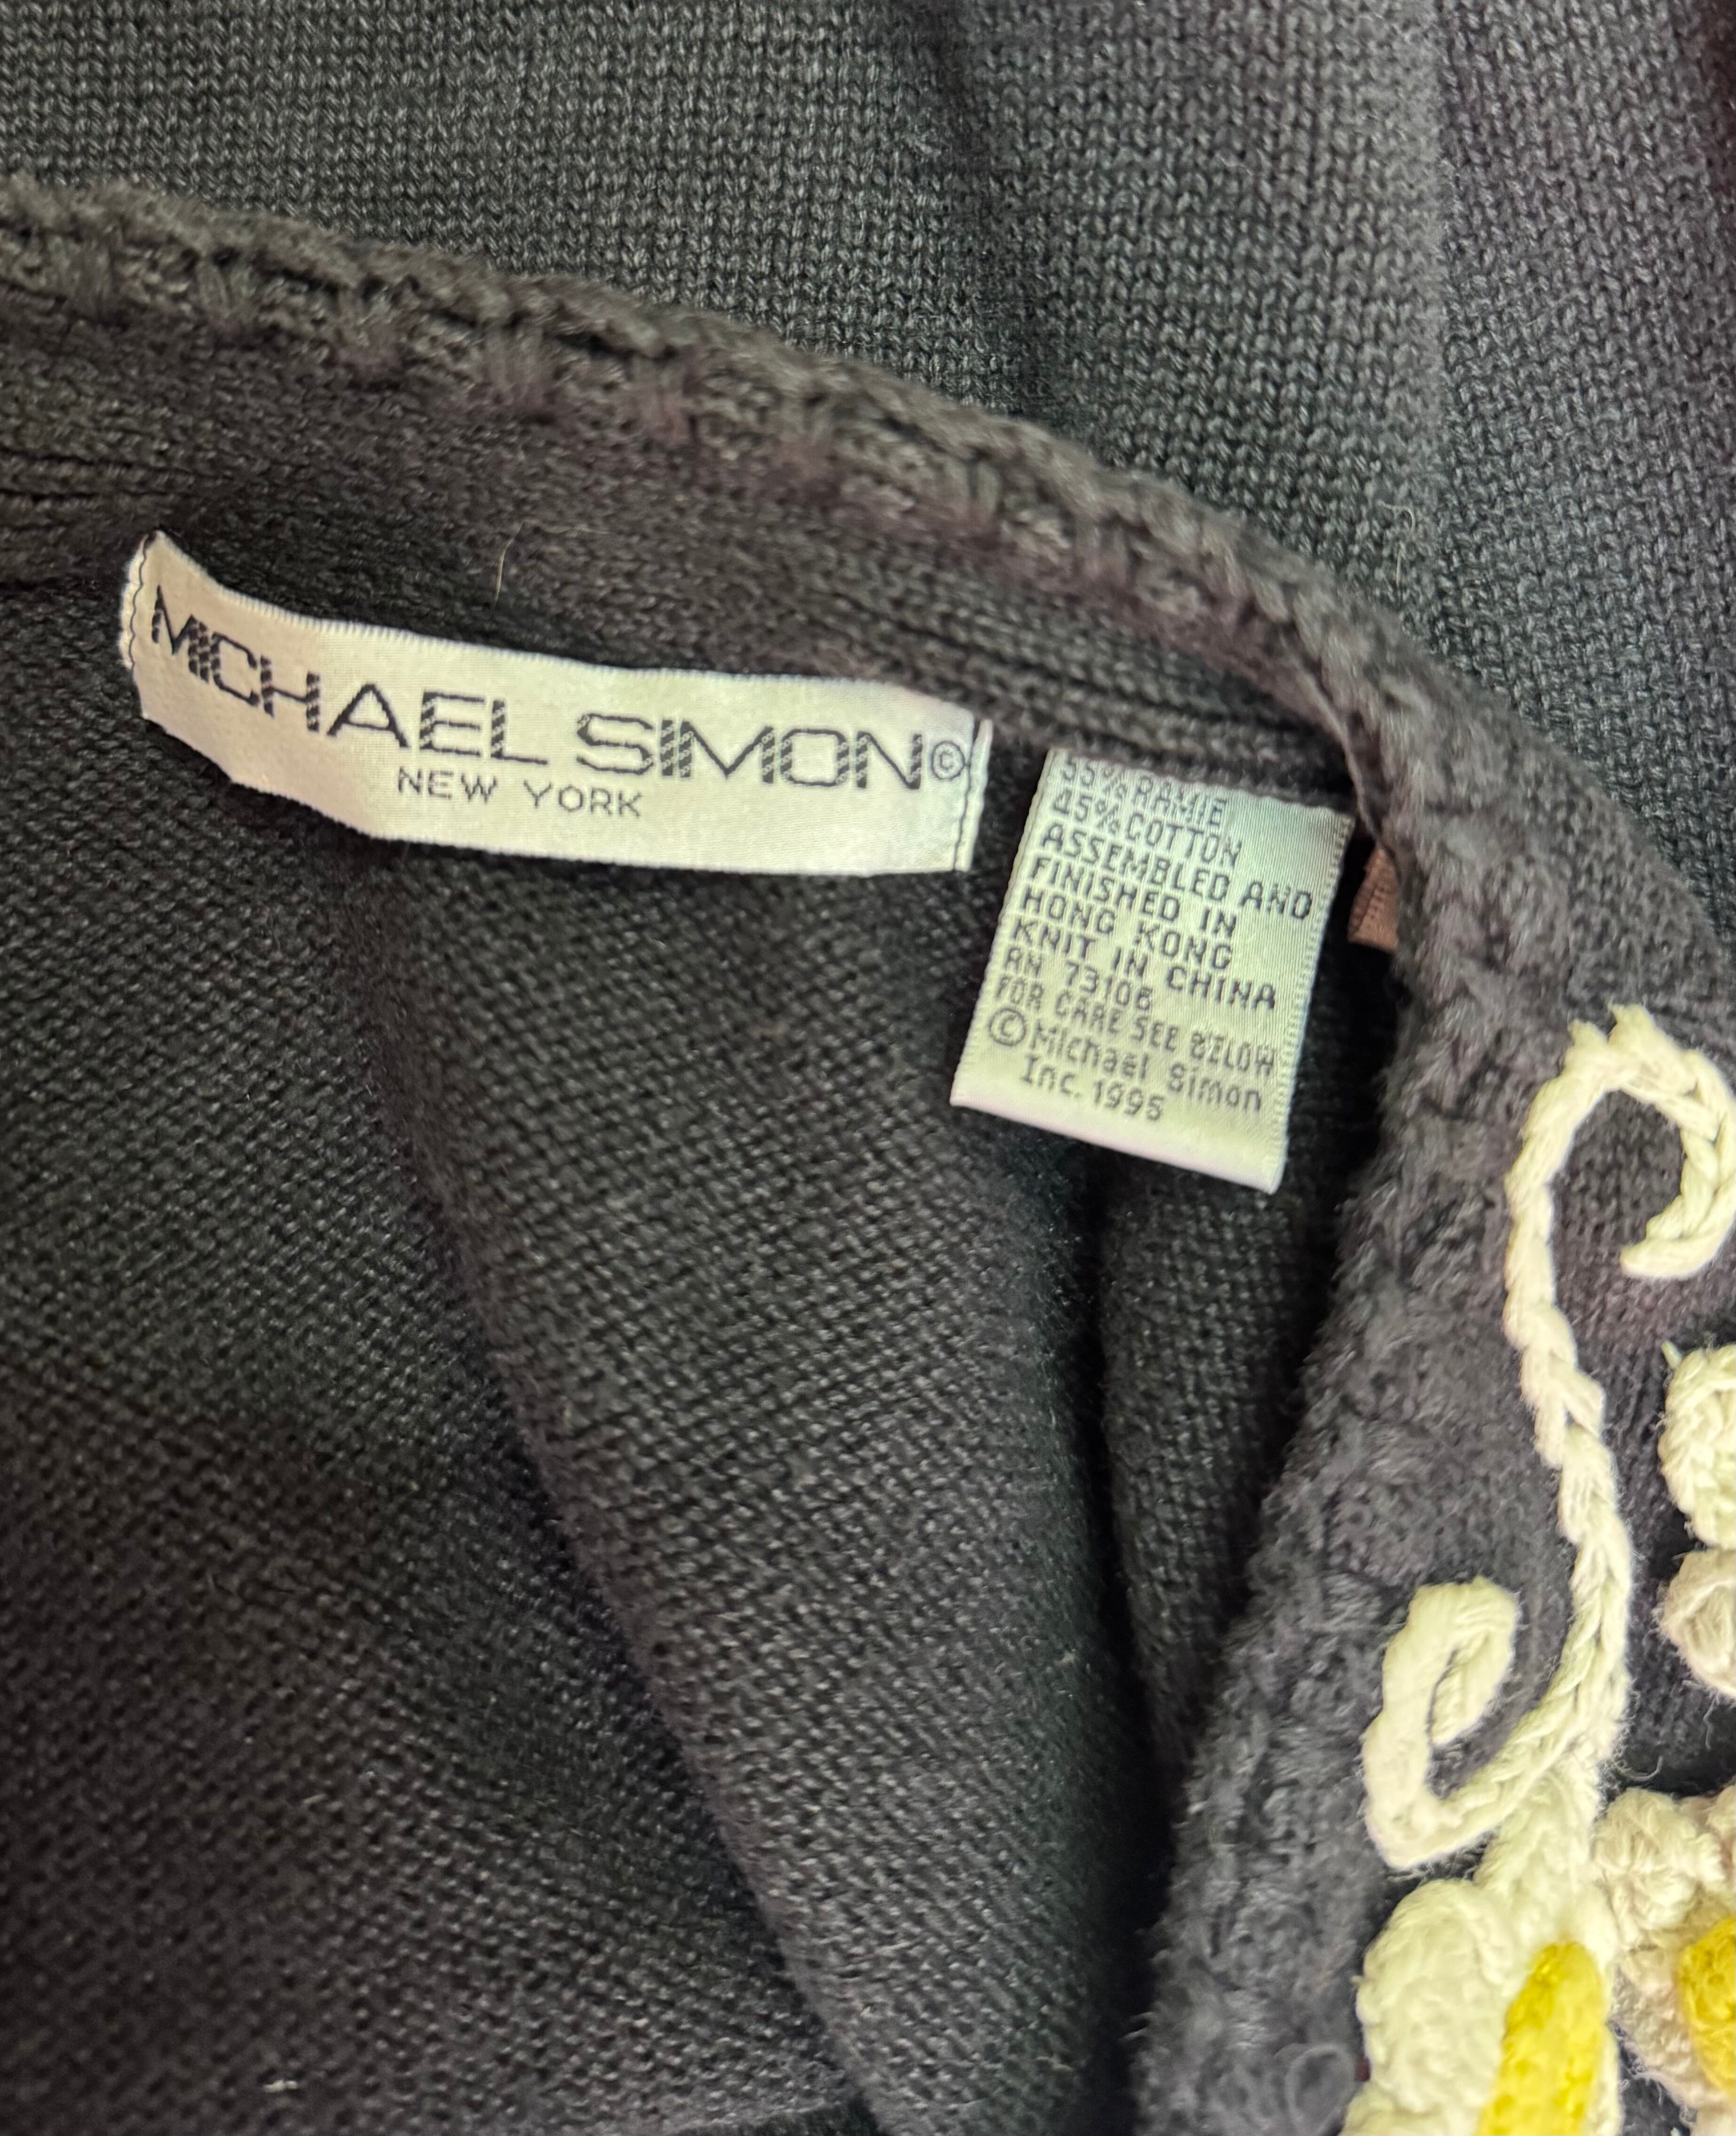 MICHAEL SIMON©
NEW YORK
55% RAMIE
45% COTTON
ASSEMBLED AND
FINISHED IN
HONG KONG
KNIT IN CHINA
RN 73106
FOR CARE SEE BELOW
©Michael Simon
Inc. 1995